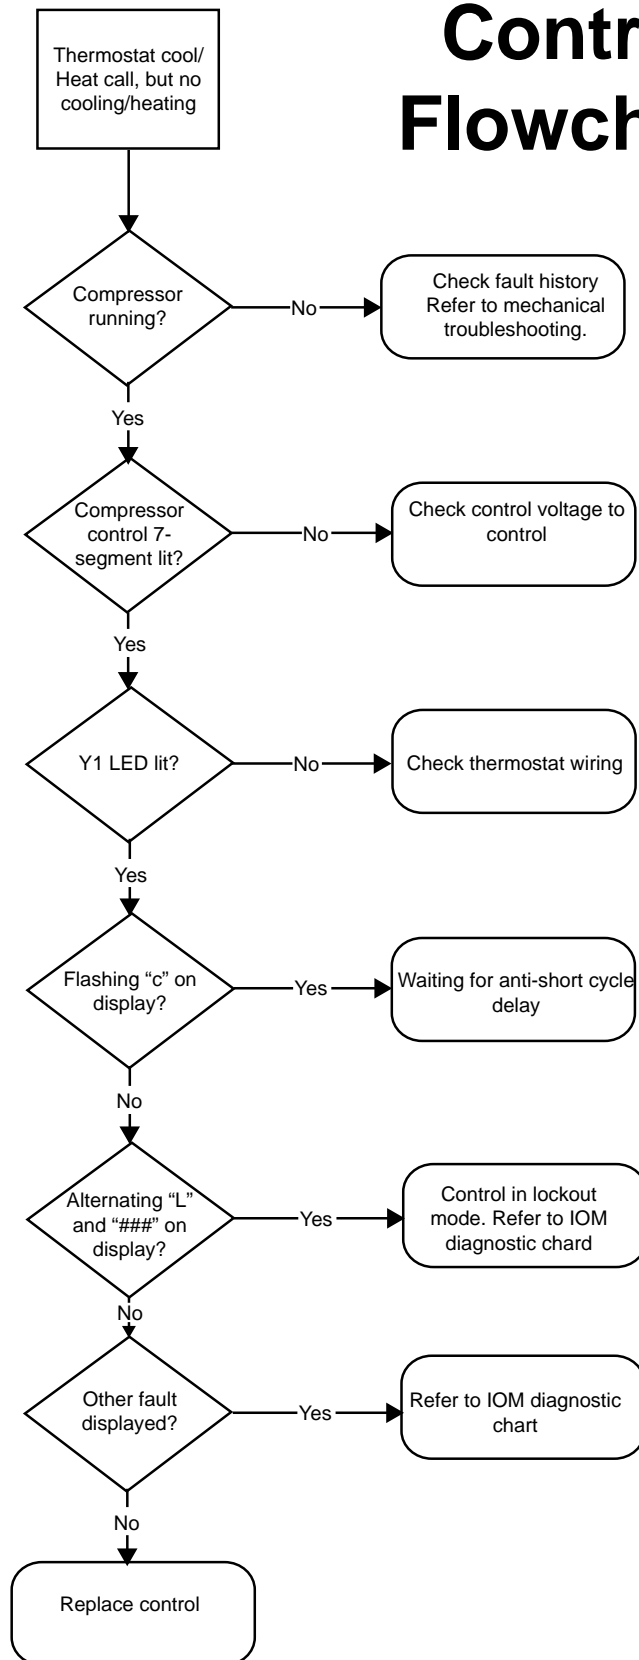 Contr
Flowch
Thermostat cool/
Heat call, but no
cooling/heating
Compressor
running?
No
Check fault history
Refer to mechanical
troubleshooting.
Yes
Compressor
control 7-
segment lit?
No
Check control voltage to
control
Yes
Y1 LED lit?
No
Check thermostat wiring
Yes
Flashing “c” on
display?
Yes
Waiting for anti-short cycle
delay
No
Alternating “L”
and “###” on
display?
Yes
Control in lockout
mode. Refer to IOM
diagnostic chard
No
Other fault
displayed?
Yes
Refer to IOM diagnostic
chart
No
Replace control